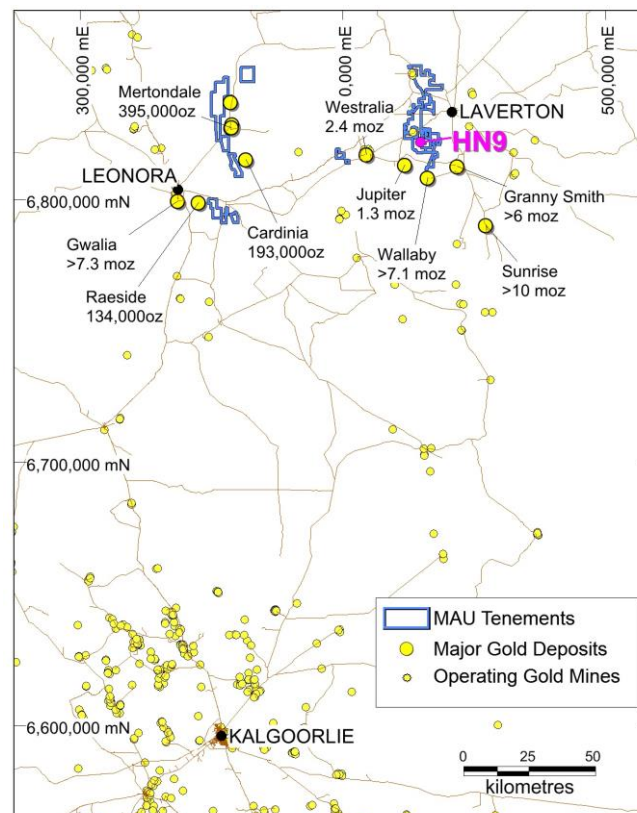 300,000 mE
0,000 mE
500,000 mE
Mertondale
395,000oz
Westralia
2.4 moz
LAVERTON
HN9
LEONORA
6,800,000 mN
Jupiter
1.3 moz
Granny Smith
>6 moz
Gwalia
>7.3 moz
Cardinia
193,000oz
Wallaby
>7.1 moz
Sunrise
>10 moz
Raeside
134,000oz
6,700,000 mN
MAU Tenements
Major Gold Deposits
Operating Gold Mines
6,600,000 mN
KALGOORLIE
0 25 50
kilometres